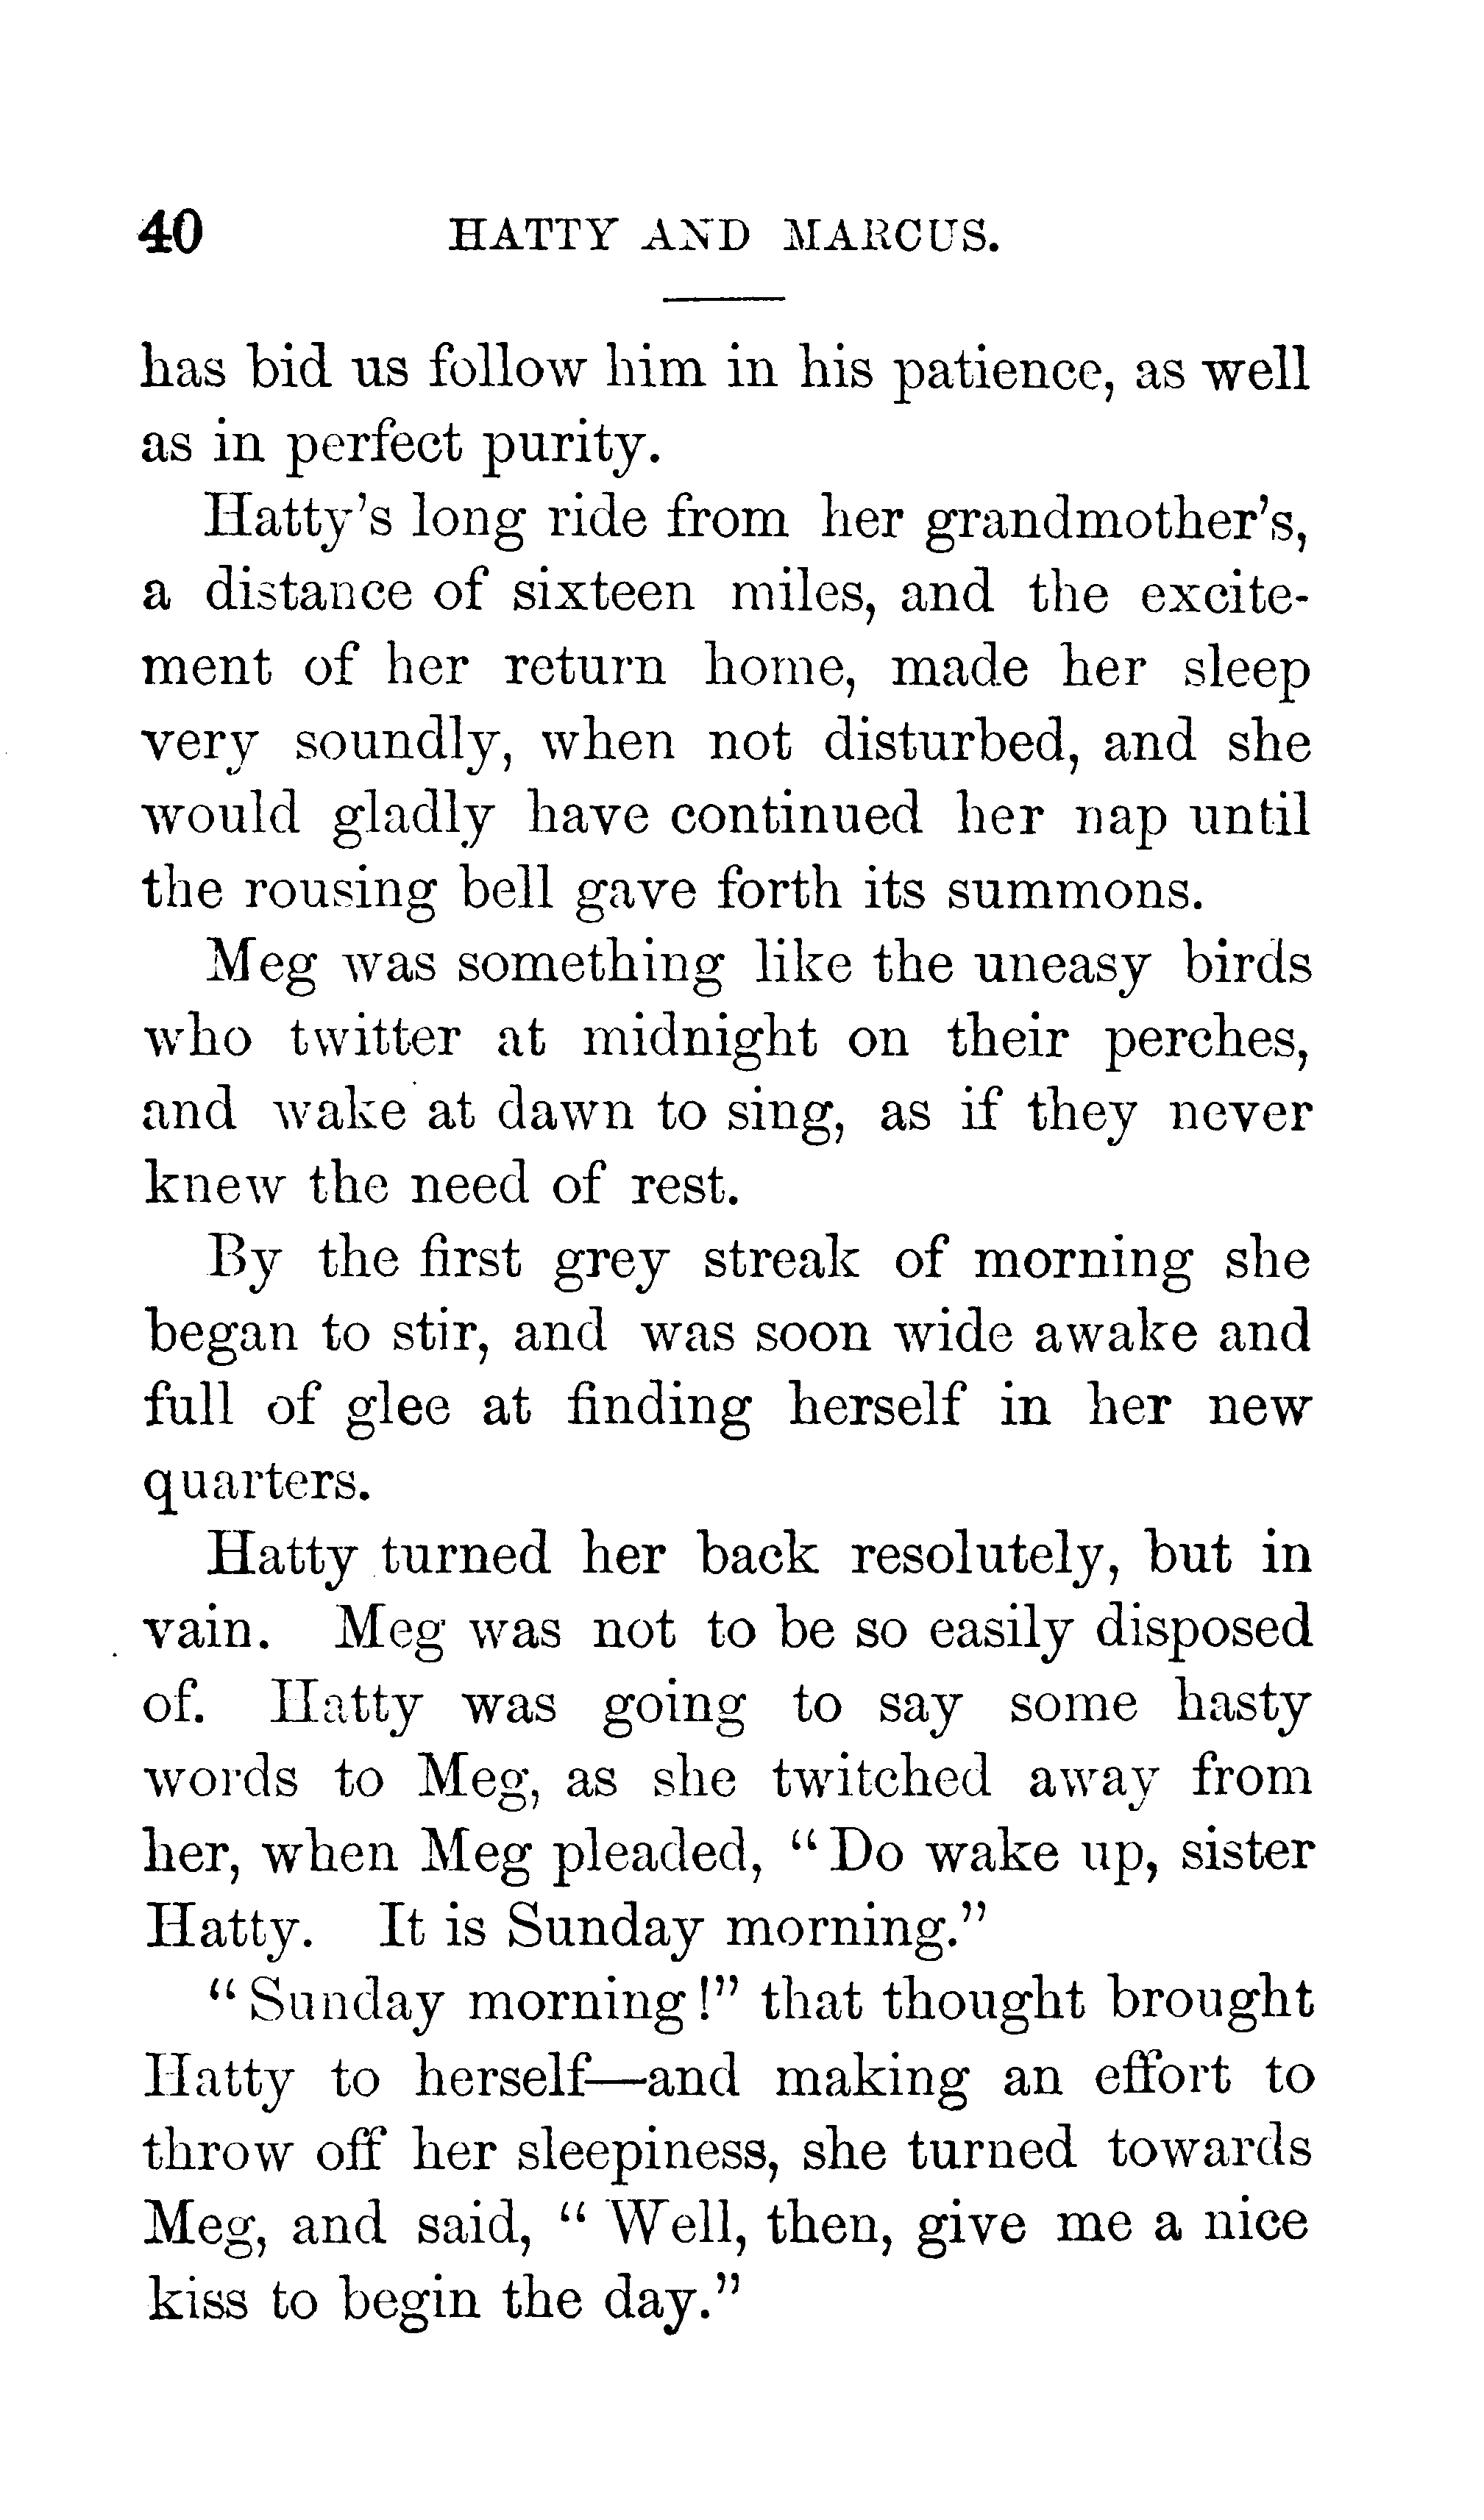 40 HATTY AND MARCUS.
has bid us follow him in his patience, as well
as in perfect purity.
Hatty's long ride from her grandmother's,
a distance of sixteen miles, and the excite-
ment of her return home, made her sleep
very soundly, when not disturbed, and she
would gladly have continued her nap until
the rousing bell gave forth its summons.
Meg was something like the uneasy birds
who twitter at midnight on their perches,
and wake at dawn to sing, as if they never
knew the need of rest.
By the first grey streak of morning she
began to stir, and was soon wide awake and
full of glee at finding herself in her new
quarters.
Hatty turned her back resolutely, but in
vain. Meg was not to be so easily disposed
of. Hatty was going to say some hasty
words to Meg, as she twitched away from
her, when Meg pleaded, "Do wake up, sister
Hatty. It is Sunday morning."
"Sunday morning!" that thought brought
Hatty to herself—and making an effort to
throw off her sleepiness, she turned towards
Meg, and said, "Well, then, give me a nice
kiss to begin the day."